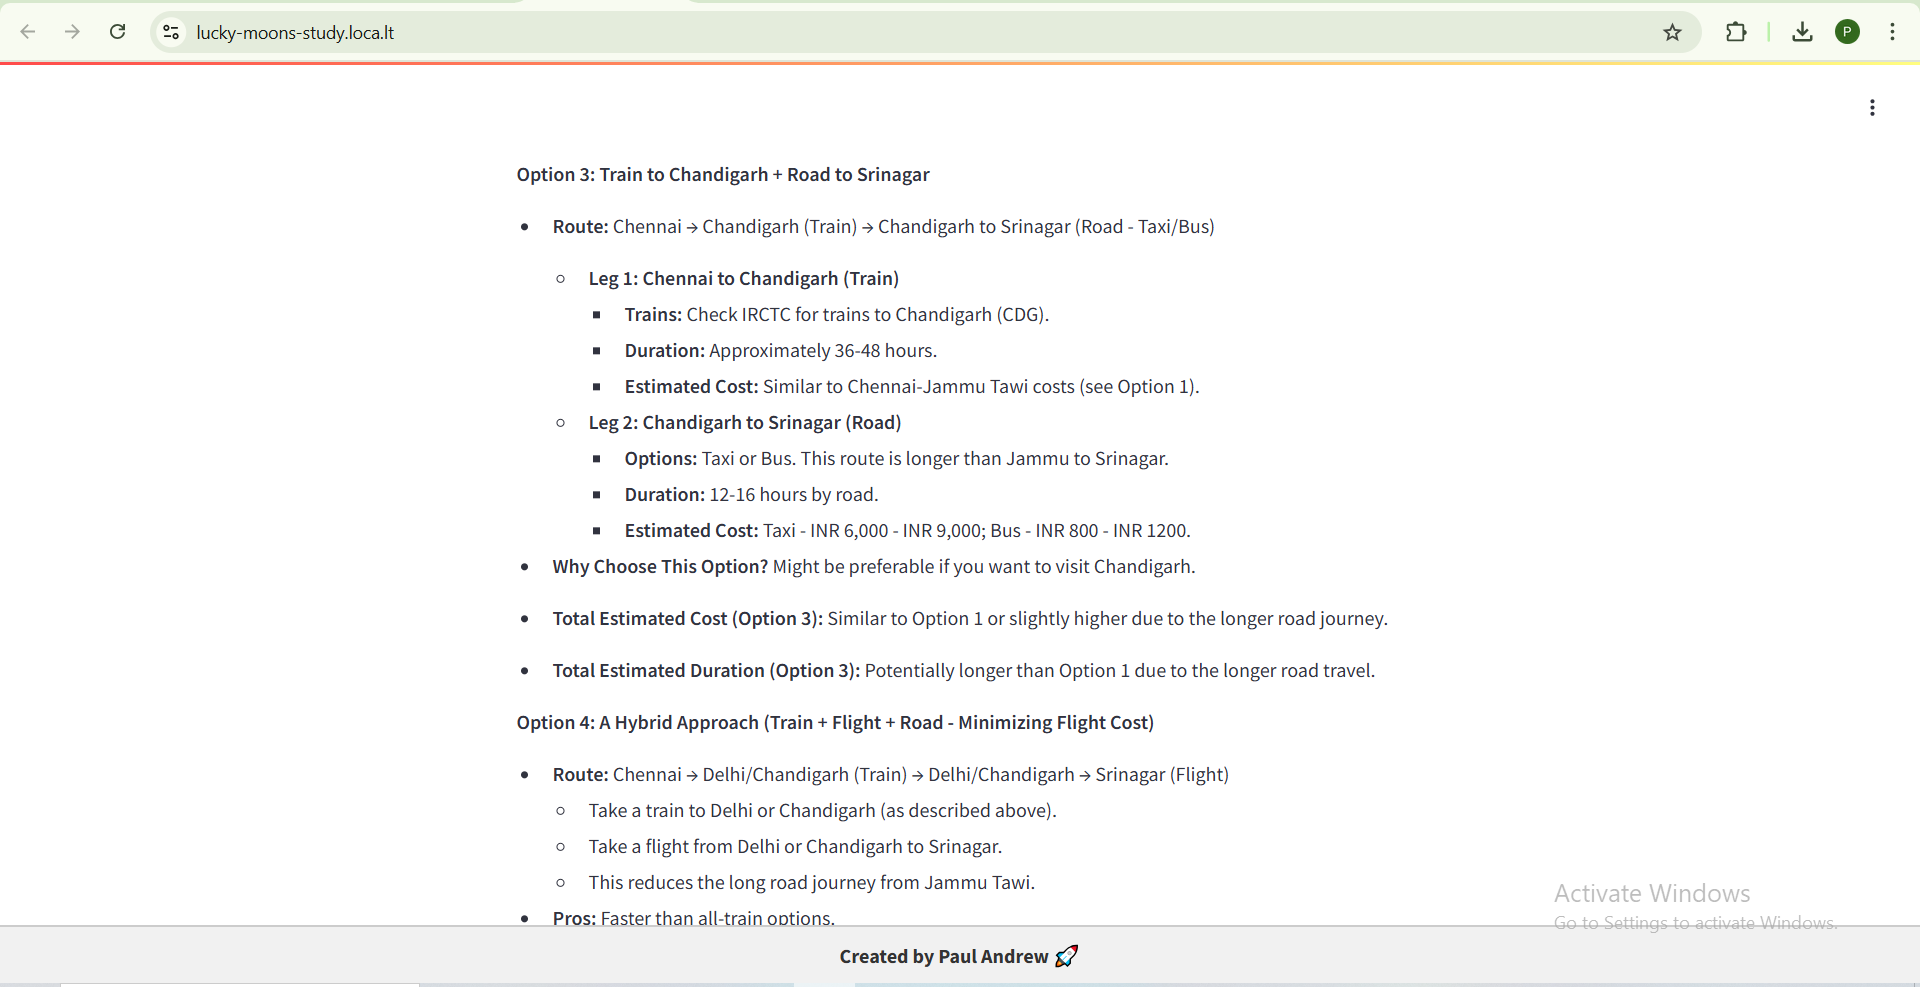 lucky-moons-study.loca.lt
P
Option 3: Train to Chandigarh + Road to Srinagar
• Route: Chennai → Chandigarh (Train) → Chandigarh to Srinagar (Road - Taxi/Bus)
○ Leg 1: Chennai to Chandigarh (Train)
▪ Trains: Check IRCTC for trains to Chandigarh (CDG).
▪ Duration: Approximately 36-48 hours.
▪ Estimated Cost: Similar to Chennai-Jammu Tawi costs (see Option 1).
○ Leg 2: Chandigarh to Srinagar (Road)
▪ Options: Taxi or Bus. This route is longer than Jammu to Srinagar.
▪ Duration: 12-16 hours by road.
▪ Estimated Cost: Taxi - INR 6,000 - INR 9,000; Bus - INR 800 - INR 1200.
• Why Choose This Option? Might be preferable if you want to visit Chandigarh.
• Total Estimated Cost (Option 3): Similar to Option 1 or slightly higher due to the longer road journey.
• Total Estimated Duration (Option 3): Potentially longer than Option 1 due to the longer road travel.
Option 4: A Hybrid Approach (Train + Flight + Road - Minimizing Flight Cost)
• Route: Chennai → Delhi/Chandigarh (Train) → Delhi/Chandigarh → Srinagar (Flight)
○ Take a train to Delhi or Chandigarh (as described above).
○ Take a flight from Delhi or Chandigarh to Srinagar.
○ This reduces the long road journey from Jammu Tawi.
• Pros: Faster than all-train options.
Activate Windows
Go to Settings to activate Windows.
Created by Paul Andrew 🚀